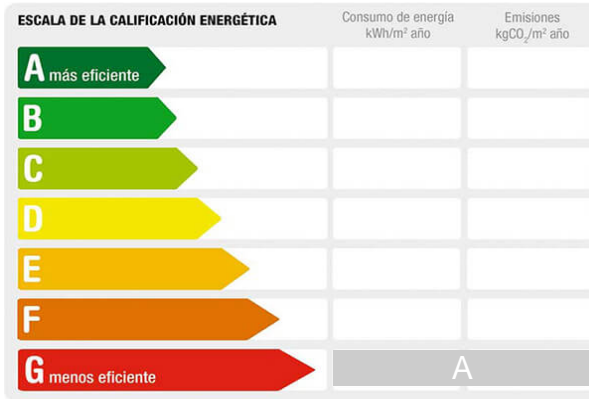 ESCALA DE LA CALIFICACIÓN ENERGÉTICA
Consumo de energía
kWh/m² año
Emisiones
kgCO₂/m² año
A más eficiente
B
C
D
E
F
G menos eficiente
A